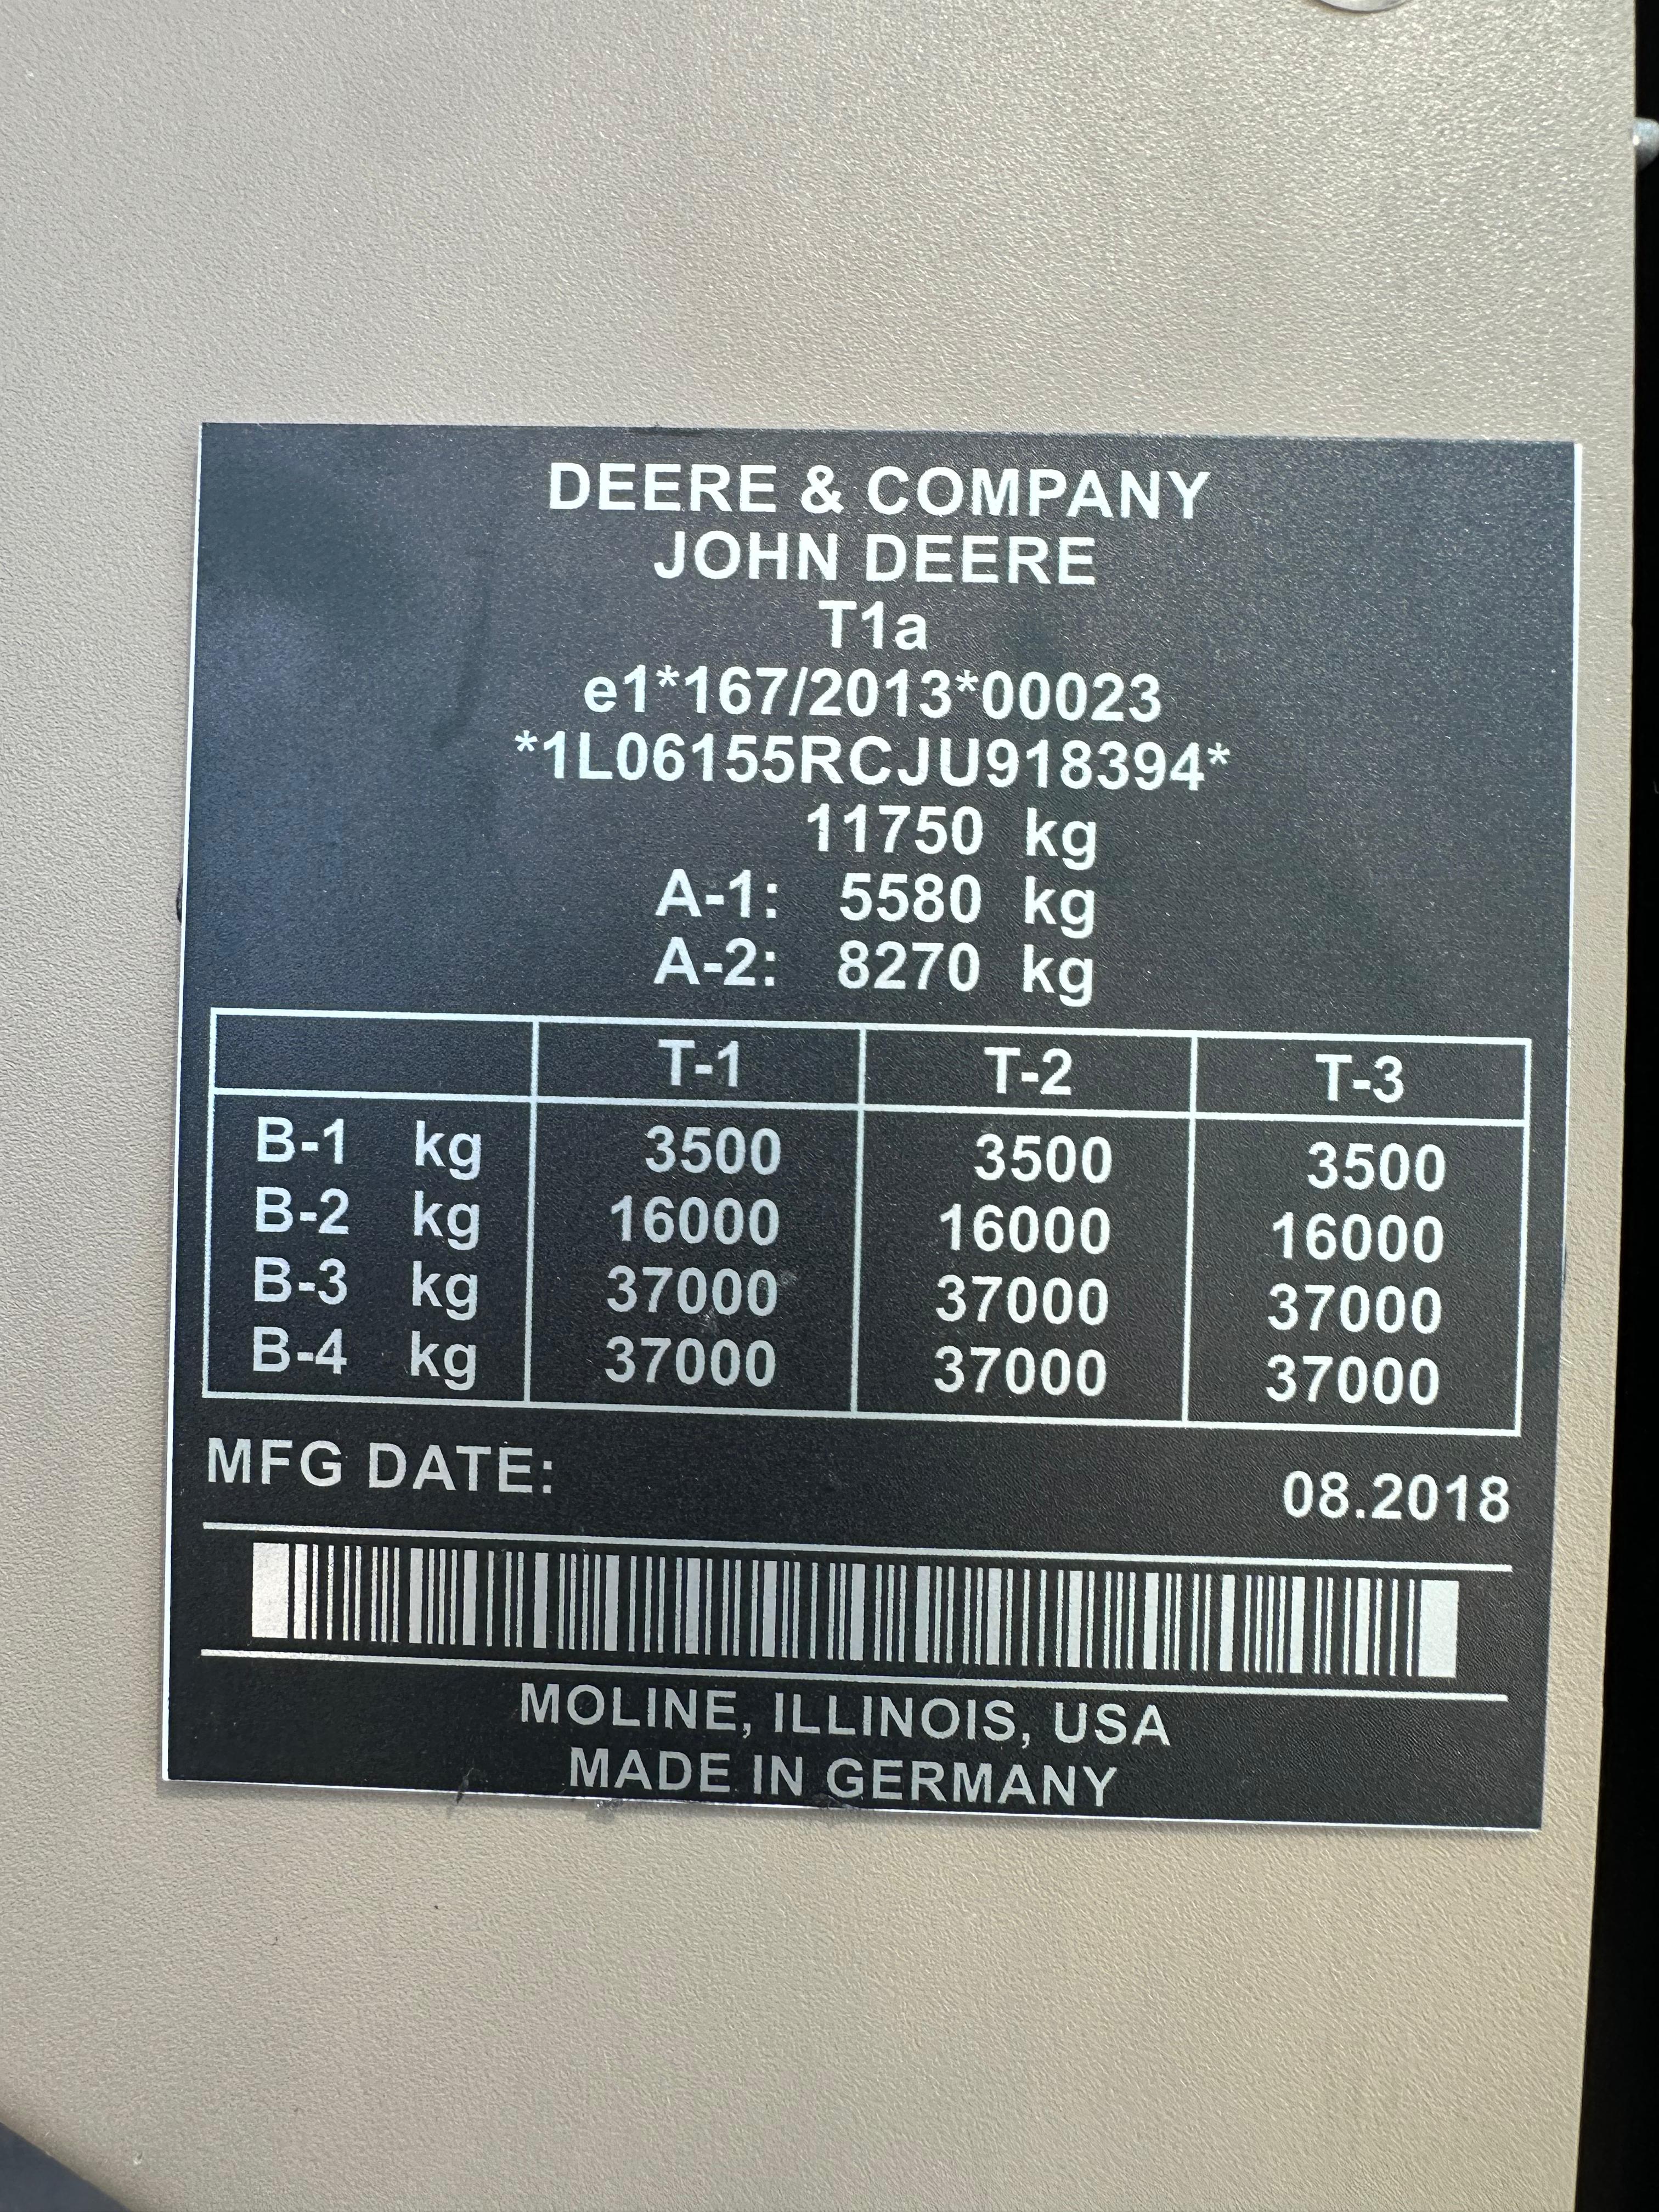 DEERE & COMPANY
JOHN DEERE
T1a
e1*167/2013*00023
*1L06155RCJU918394*
11750 kg
A-1: 5580 kg
A-2: 8270 kg
T-1 T-2 T-3
B-1 kg 3500 3500 3500
B-2 kg 16000 16000 16000
B-3 kg 37000 37000 37000
B-4 kg 37000 37000 37000
MFG DATE: 08.2018
MOLINE, ILLINOIS, USA
MADE IN GERMANY